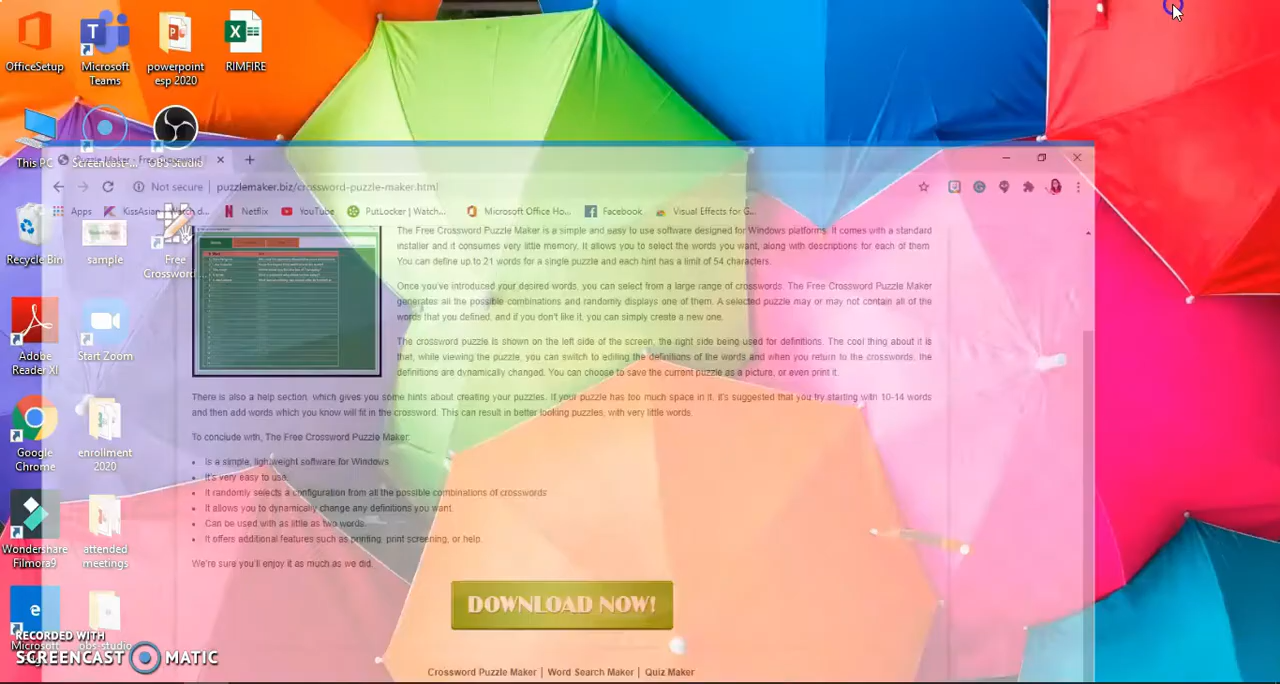 OfficeSetup
Microsoft
Teams
powerpoint
esp 2020
RIMFIRE
This PC
Screencast-...
OBS Studio
Recycle Bin
sample
Free
Crossword
Adobe
Reader XI
Start Zoom
Google
Chrome
enrollment
2020
Wondershare
Filmora9
attended
meetings
Microsoft
obs-studio
Puzzle Maker - Free Crossword
Not secure
puzzlemaker.biz/crossword-puzzle-maker.html
Apps
KissAsian
Watch d...
Netflix
YouTube
PutLocker | Watch...
Microsoft Office Ho...
Facebook
Visual Effects for G...
The Free Crossword Puzzle Maker is a simple and easy to use software designed for Windows platforms. It comes with a standard
installer and it consumes very little memory. It allows you to select the words you want, along with descriptions for each of them.
You can define up to 21 words for a single puzzle and each hint has a limit of 54 characters.
Once you've introduced your desired words, you can select from a large range of crosswords. The Free Crossword Puzzle Maker
generates all the possible combinations and randomly displays one of them. A selected puzzle may or may not contain all of the
words that you defined, and if you don't like it, you can simply create a new one.
The crossword puzzle is shown on the left side of the screen, the right side being used for definitions. The cool thing about it is
that, while viewing the puzzle, you can switch to editing the definitions of the words and when you return to the crosswords, the
definitions are dynamically changed. You can choose to save the current puzzle as a picture, or even print it.
There is also a help section, which gives you some hints about creating your puzzles. If your puzzle has too much space in it, it's suggested that you try starting with 10-14 words
and then add words which you know will fit in the crossword. This can result in better looking puzzles, with very little words.
To conclude with, The Free Crossword Puzzle Maker:
Is a simple, lightweight software for Windows
It's very easy to use.
It randomly selects a configuration from all the possible combinations of crosswords
It allows you to dynamically change any definitions you want
Can be used with as little as two words.
It offers additional features such as printing, print screening, or help.
We're sure you'll enjoy it as much as we did.
DOWNLOAD NOW!
Crossword Puzzle Maker | Word Search Maker | Quiz Maker
RECORDED WITH
SCREENCAST MATIC